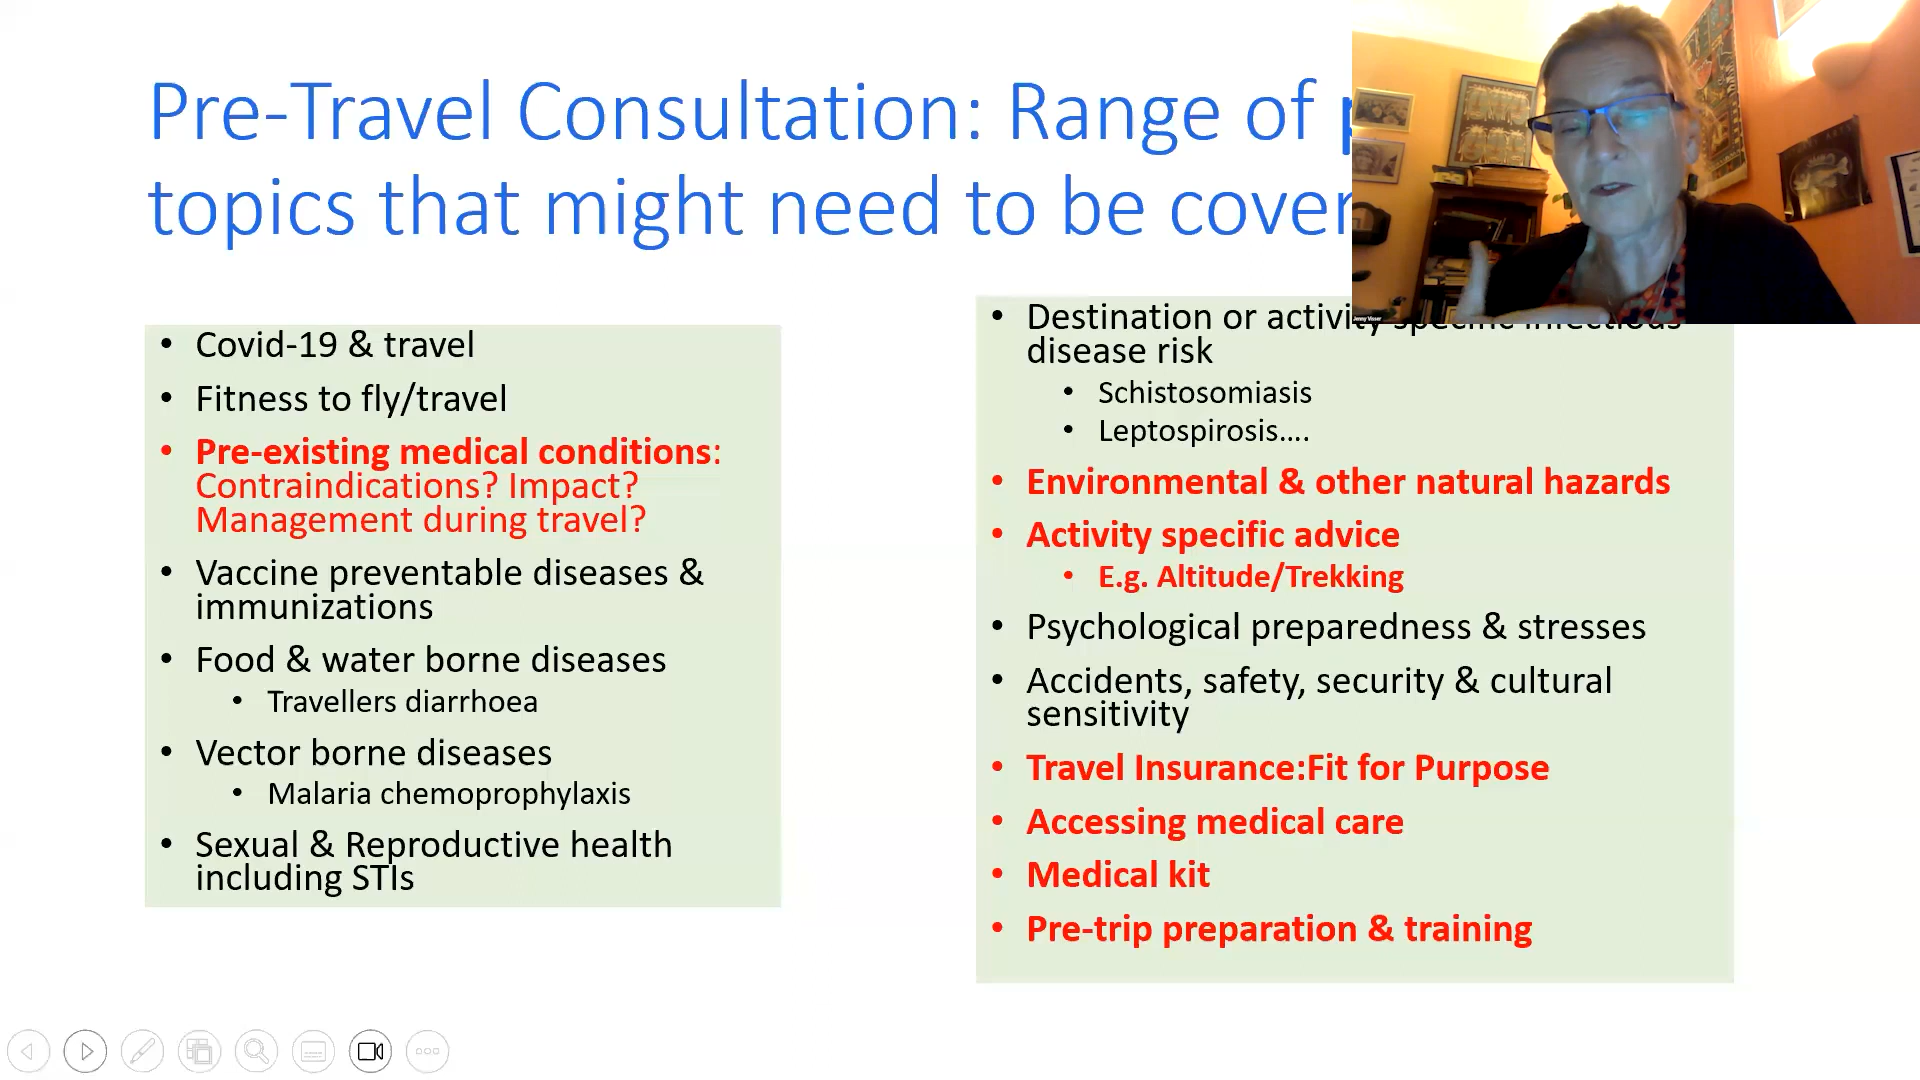 Pre-Travel Consultation: Range of
topics that might need to be cover
• Covid-19 & travel
• Fitness to fly/travel
• Pre-existing medical conditions:
Contraindications? Impact?
Management during travel?
• Vaccine preventable diseases &
immunizations
• Food & water borne diseases
• Travellers diarrhoea
• Vector borne diseases
• Malaria chemoprophylaxis
• Sexual & Reproductive health
including STIs
• Destination or activity specific infectious
disease risk
• Schistosomiasis
• Leptospirosis....
• Environmental & other natural hazards
• Activity specific advice
• E.g. Altitude/Trekking
• Psychological preparedness & stresses
• Accidents, safety, security & cultural
sensitivity
• Travel Insurance:Fit for Purpose
• Accessing medical care
• Medical kit
• Pre-trip preparation & training
Jenny Visser